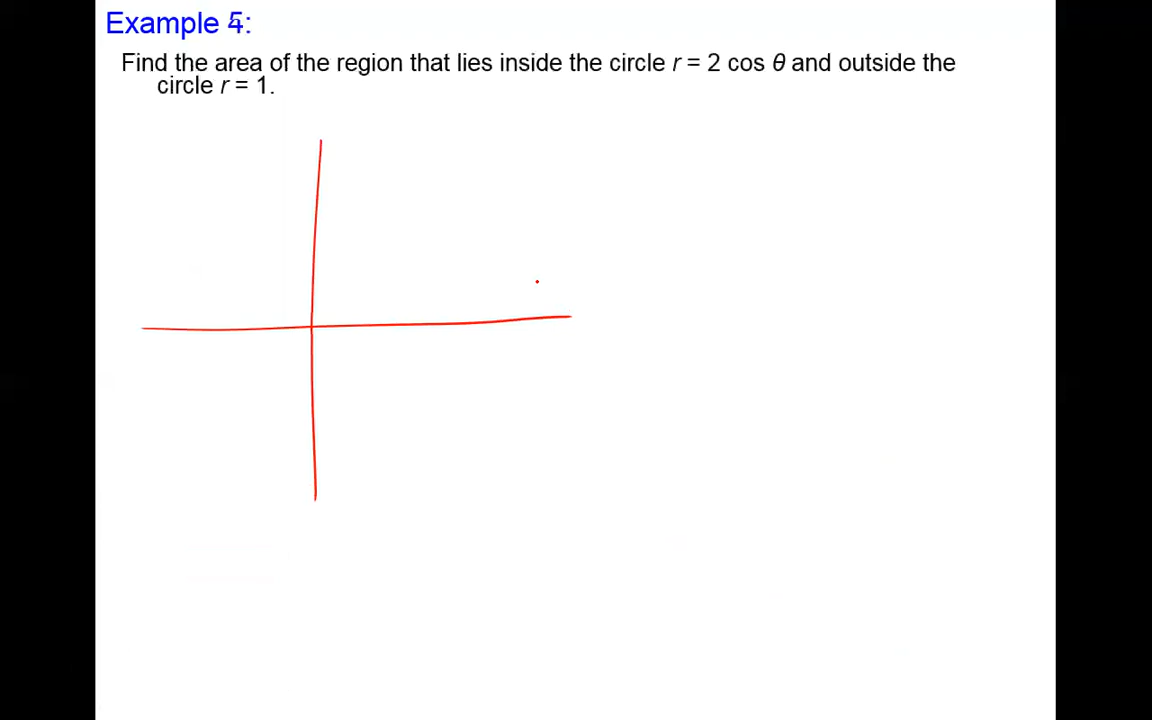 Example 5:
Find the area of the region that lies inside the circle r = 2 cos θ and outside the
circle r = 1.